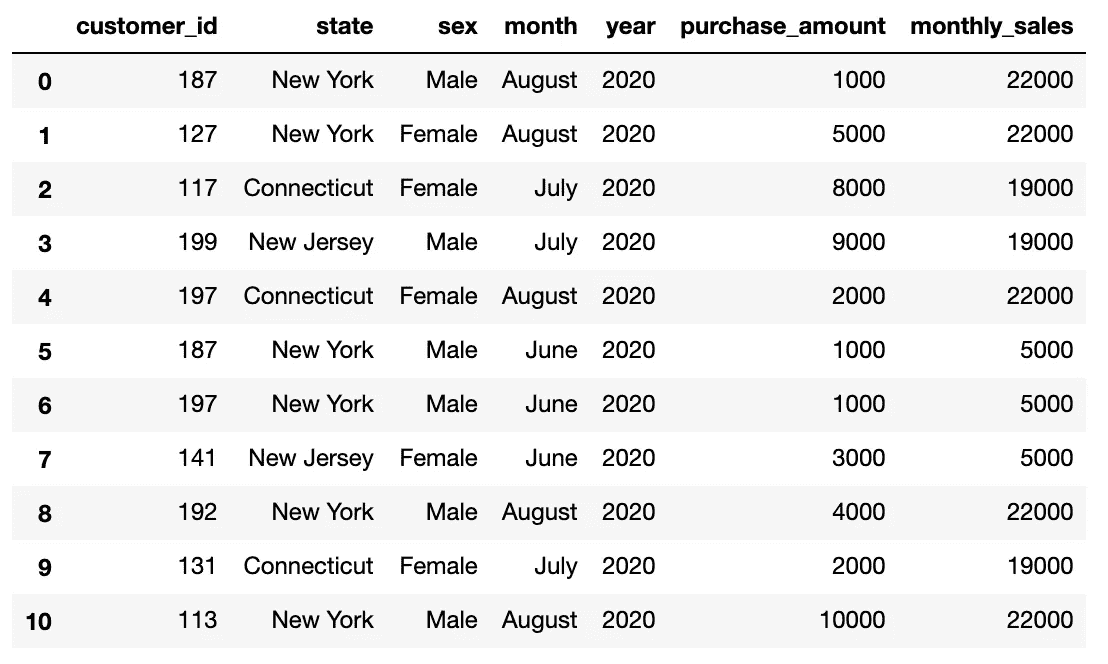 customer_id state sex month year purchase_amount monthly_sales
0 187 New York Male August 2020 1000 22000
1 127 New York Female August 2020 5000 22000
2 117 Connecticut Female July 2020 8000 19000
3 199 New Jersey Male July 2020 9000 19000
4 197 Connecticut Female August 2020 2000 22000
5 187 New York Male June 2020 1000 5000
6 197 New York Male June 2020 1000 5000
7 141 New Jersey Female June 2020 3000 5000
8 192 New York Male August 2020 4000 22000
9 131 Connecticut Female July 2020 2000 19000
10 113 New York Male August 2020 10000 22000